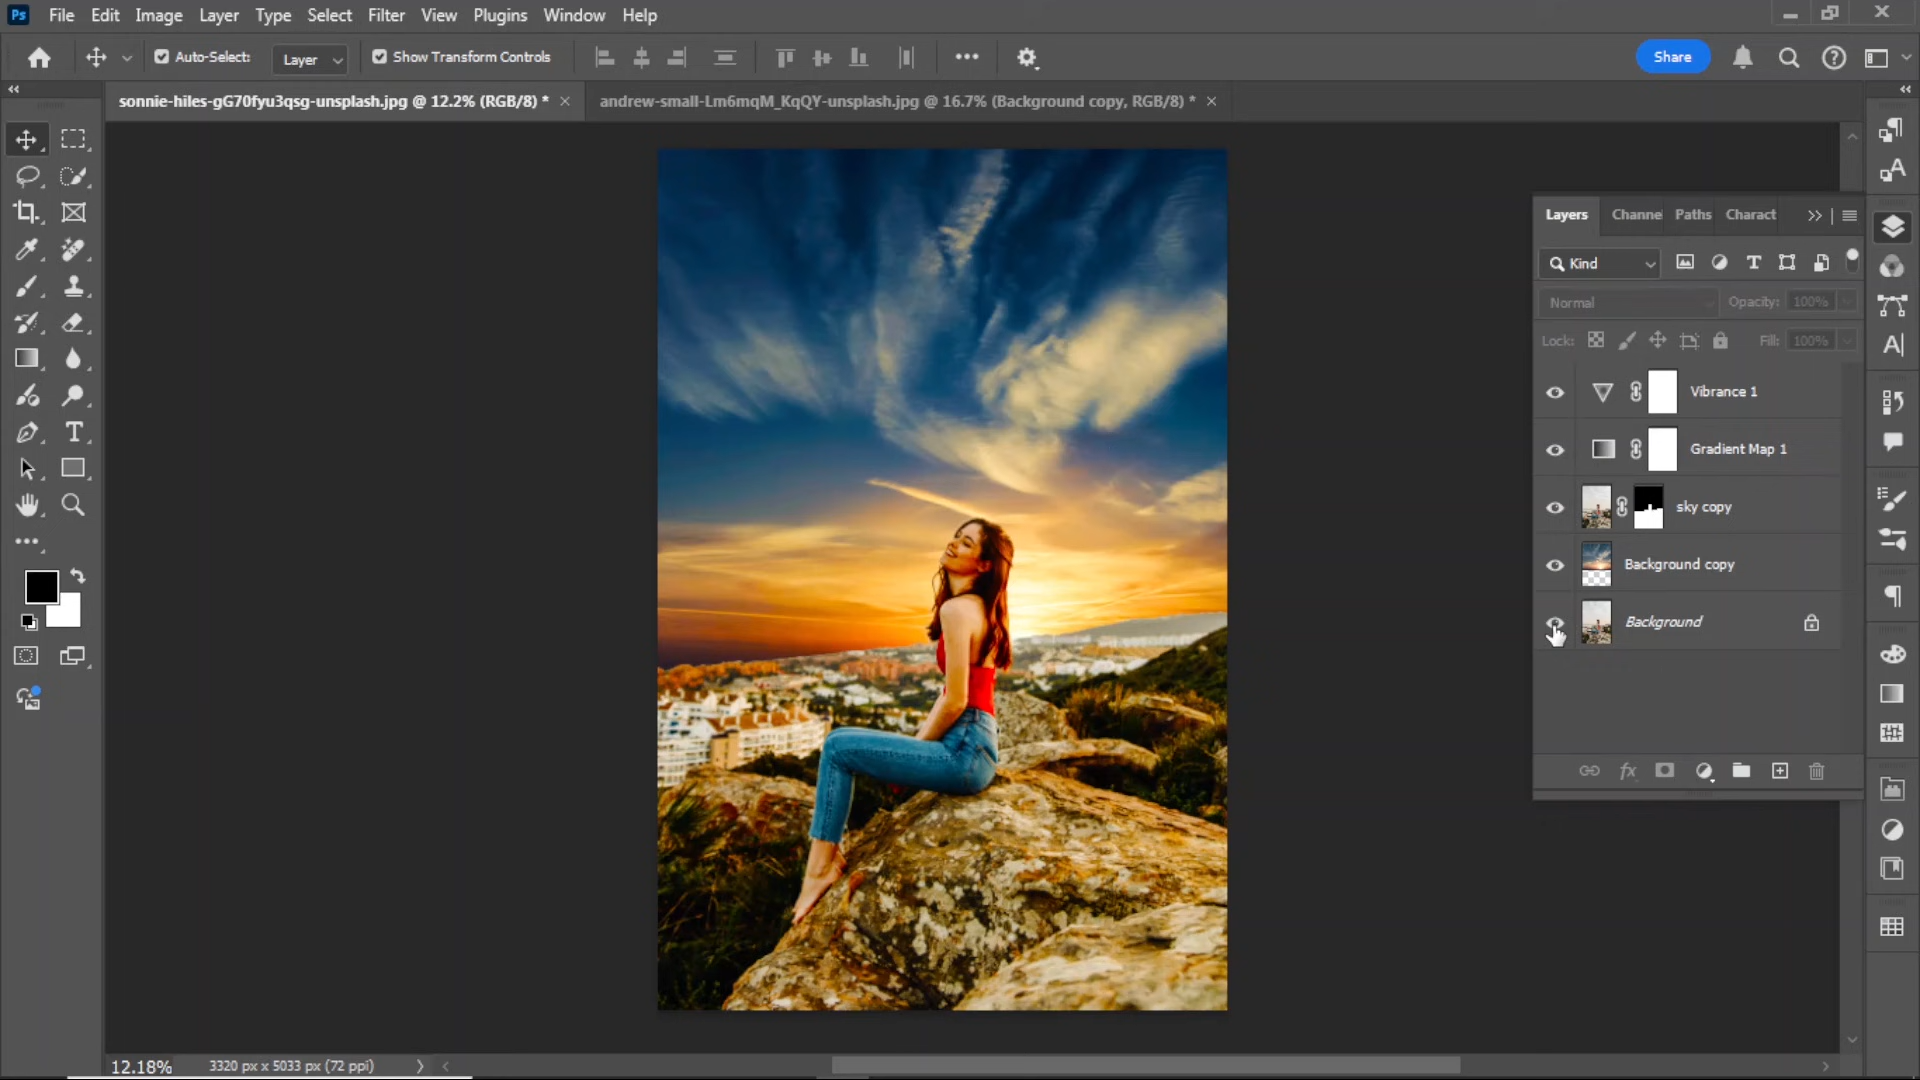 Ps File Edit Image Layer Type Select Filter View Plugins Window Help
Auto-Select: Layer Show Transform Controls Share
sonnie-hiles-gG70fyu3qsg-unsplash.jpg @ 12.2% (RGB/8) * andrew-small-Lm6mqM_KqQY-unsplash.jpg @ 16.7% (Background copy, RGB/8) *
Layers Channe Paths Charact
Kind
Normal Opacity: 100%
Lock: Fill: 100%
Vibrance 1
Gradient Map 1
sky copy
Background copy
Background
12.18% 3320 px x 5033 px (72 ppi)